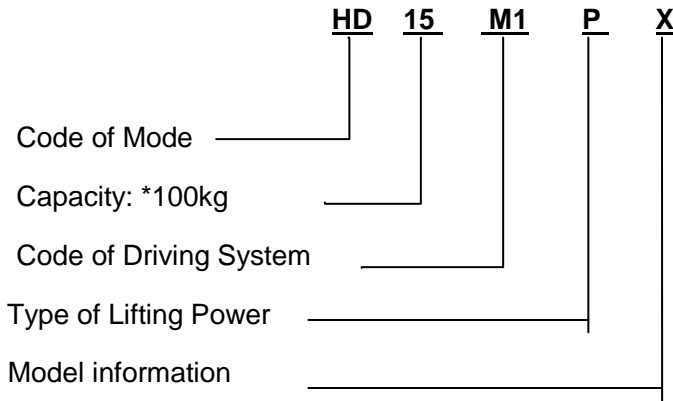 HD 15 M1 P X
Code of Mode
Capacity: *100kg
Code of Driving System
Type of Lifting Power
Model information